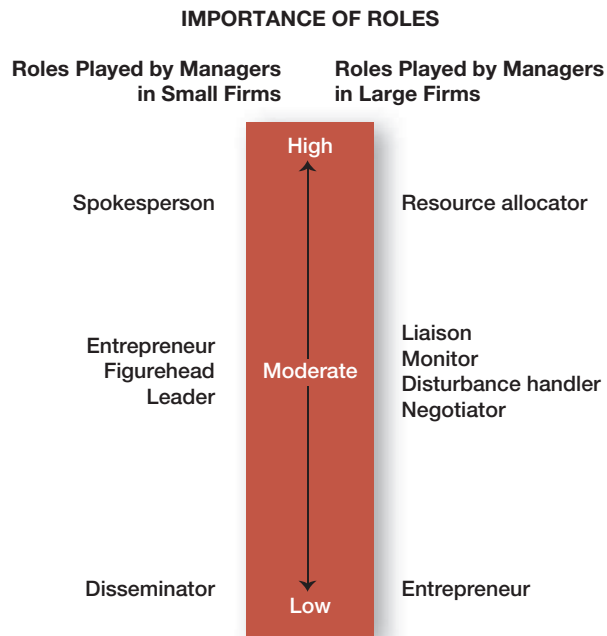 IMPORTANCE OF ROLES
Roles Played by Managers
in Small Firms
Roles Played by Managers
in Large Firms
High
Spokesperson
Resource allocator
Entrepreneur
Figurehead
Leader
Moderate
Liaison
Monitor
Disturbance handler
Negotiator
Disseminator
Entrepreneur
Low